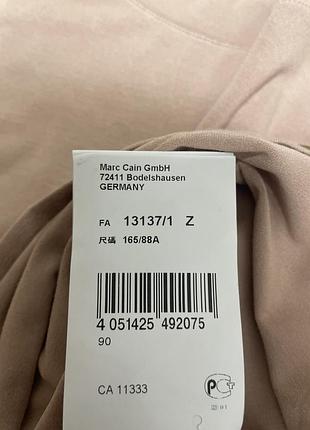 Marc Cain GmbH
72411 Bodelshausen
GERMANY
FA 13137/1 Z
尺碼 165/88A
4 051425 492075
90
CA 11333